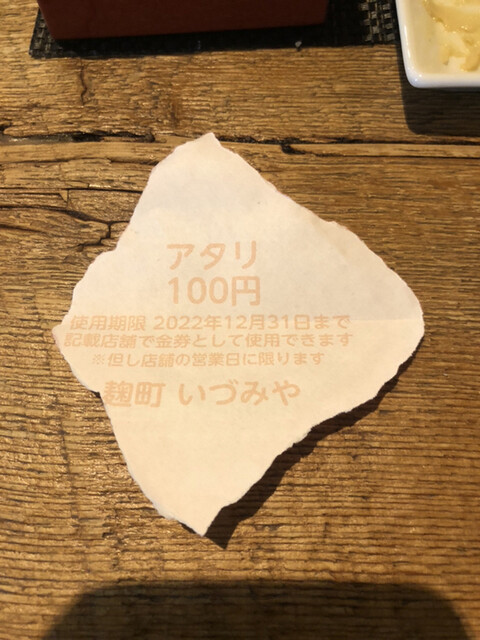 アタリ
100円
使用期限 2022年12月31日まで
記載店舗で金券として使用できます
※但し店舗の営業日に限ります
麹町 いづみや